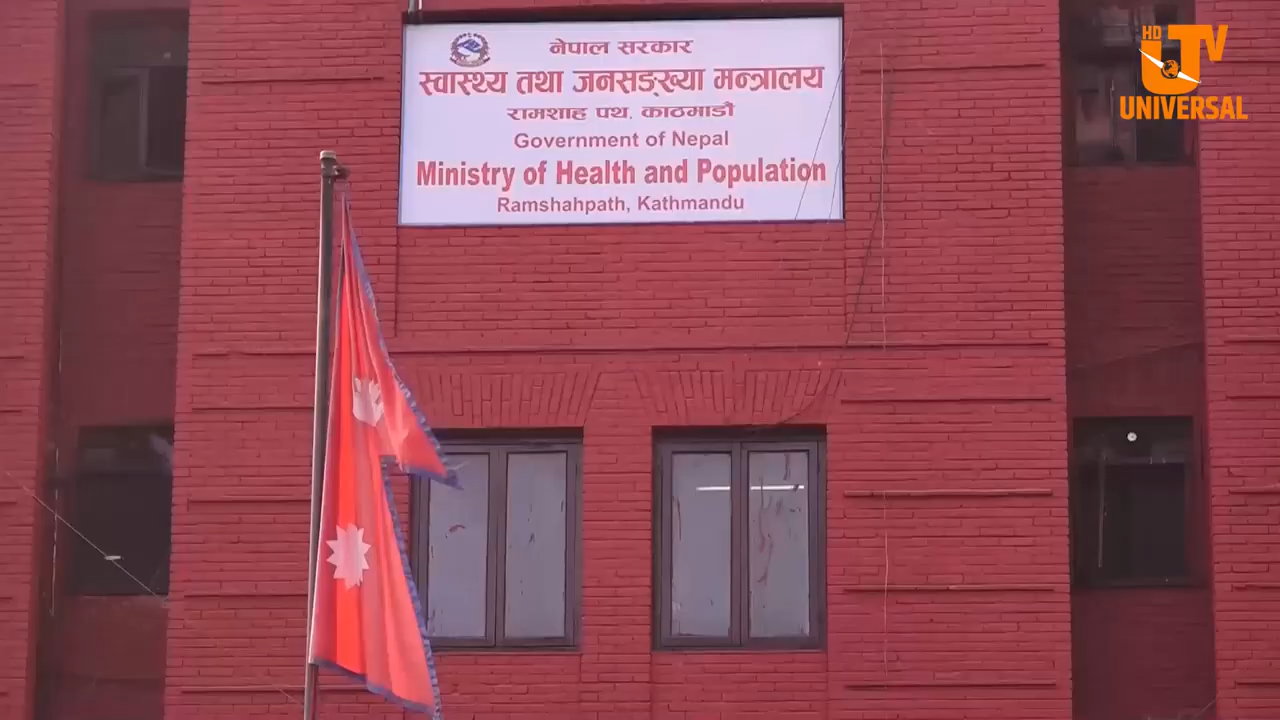 नेपाल सरकार
स्वास्थ्य तथा जनसङ्ख्या मन्त्रालय
रामशाह पथ, काठमाडौं
Government of Nepal
Ministry of Health and Population
Ramshahpath, Kathmandu
HD
TV
UNIVERSAL